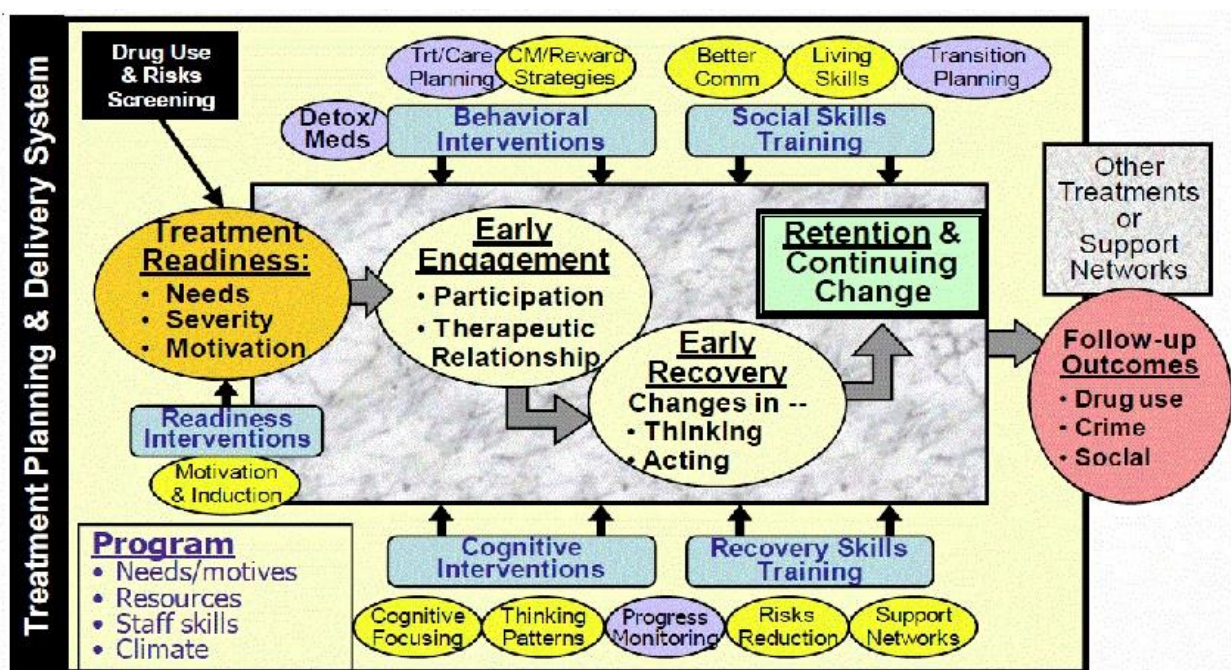 Treatment Planning & Delivery System
Drug Use
& Risks
Screening
Trt/Care
Planning
CM/Reward
Strategies
Better
Comm
Living
Skills
Transition
Planning
Detox/
Meds
Behavioral
Interventions
Social Skills
Training
Other
Treatments
or
Support
Networks
Treatment
Readiness:
• Needs
• Severity
• Motivation
Early
Engagement
• Participation
• Therapeutic
Relationship
Early
Recovery
Changes in --
• Thinking
• Acting
Retention &
Continuing
Change
Follow-up
Outcomes
• Drug use
• Crime
• Social
Readiness
Interventions
Motivation
& Induction
Program
• Needs/motives
• Resources
• Staff skills
• Climate
Cognitive
Interventions
Recovery Skills
Training
Cognitive
Focusing
Thinking
Patterns
Progress
Monitoring
Risks
Reduction
Support
Networks